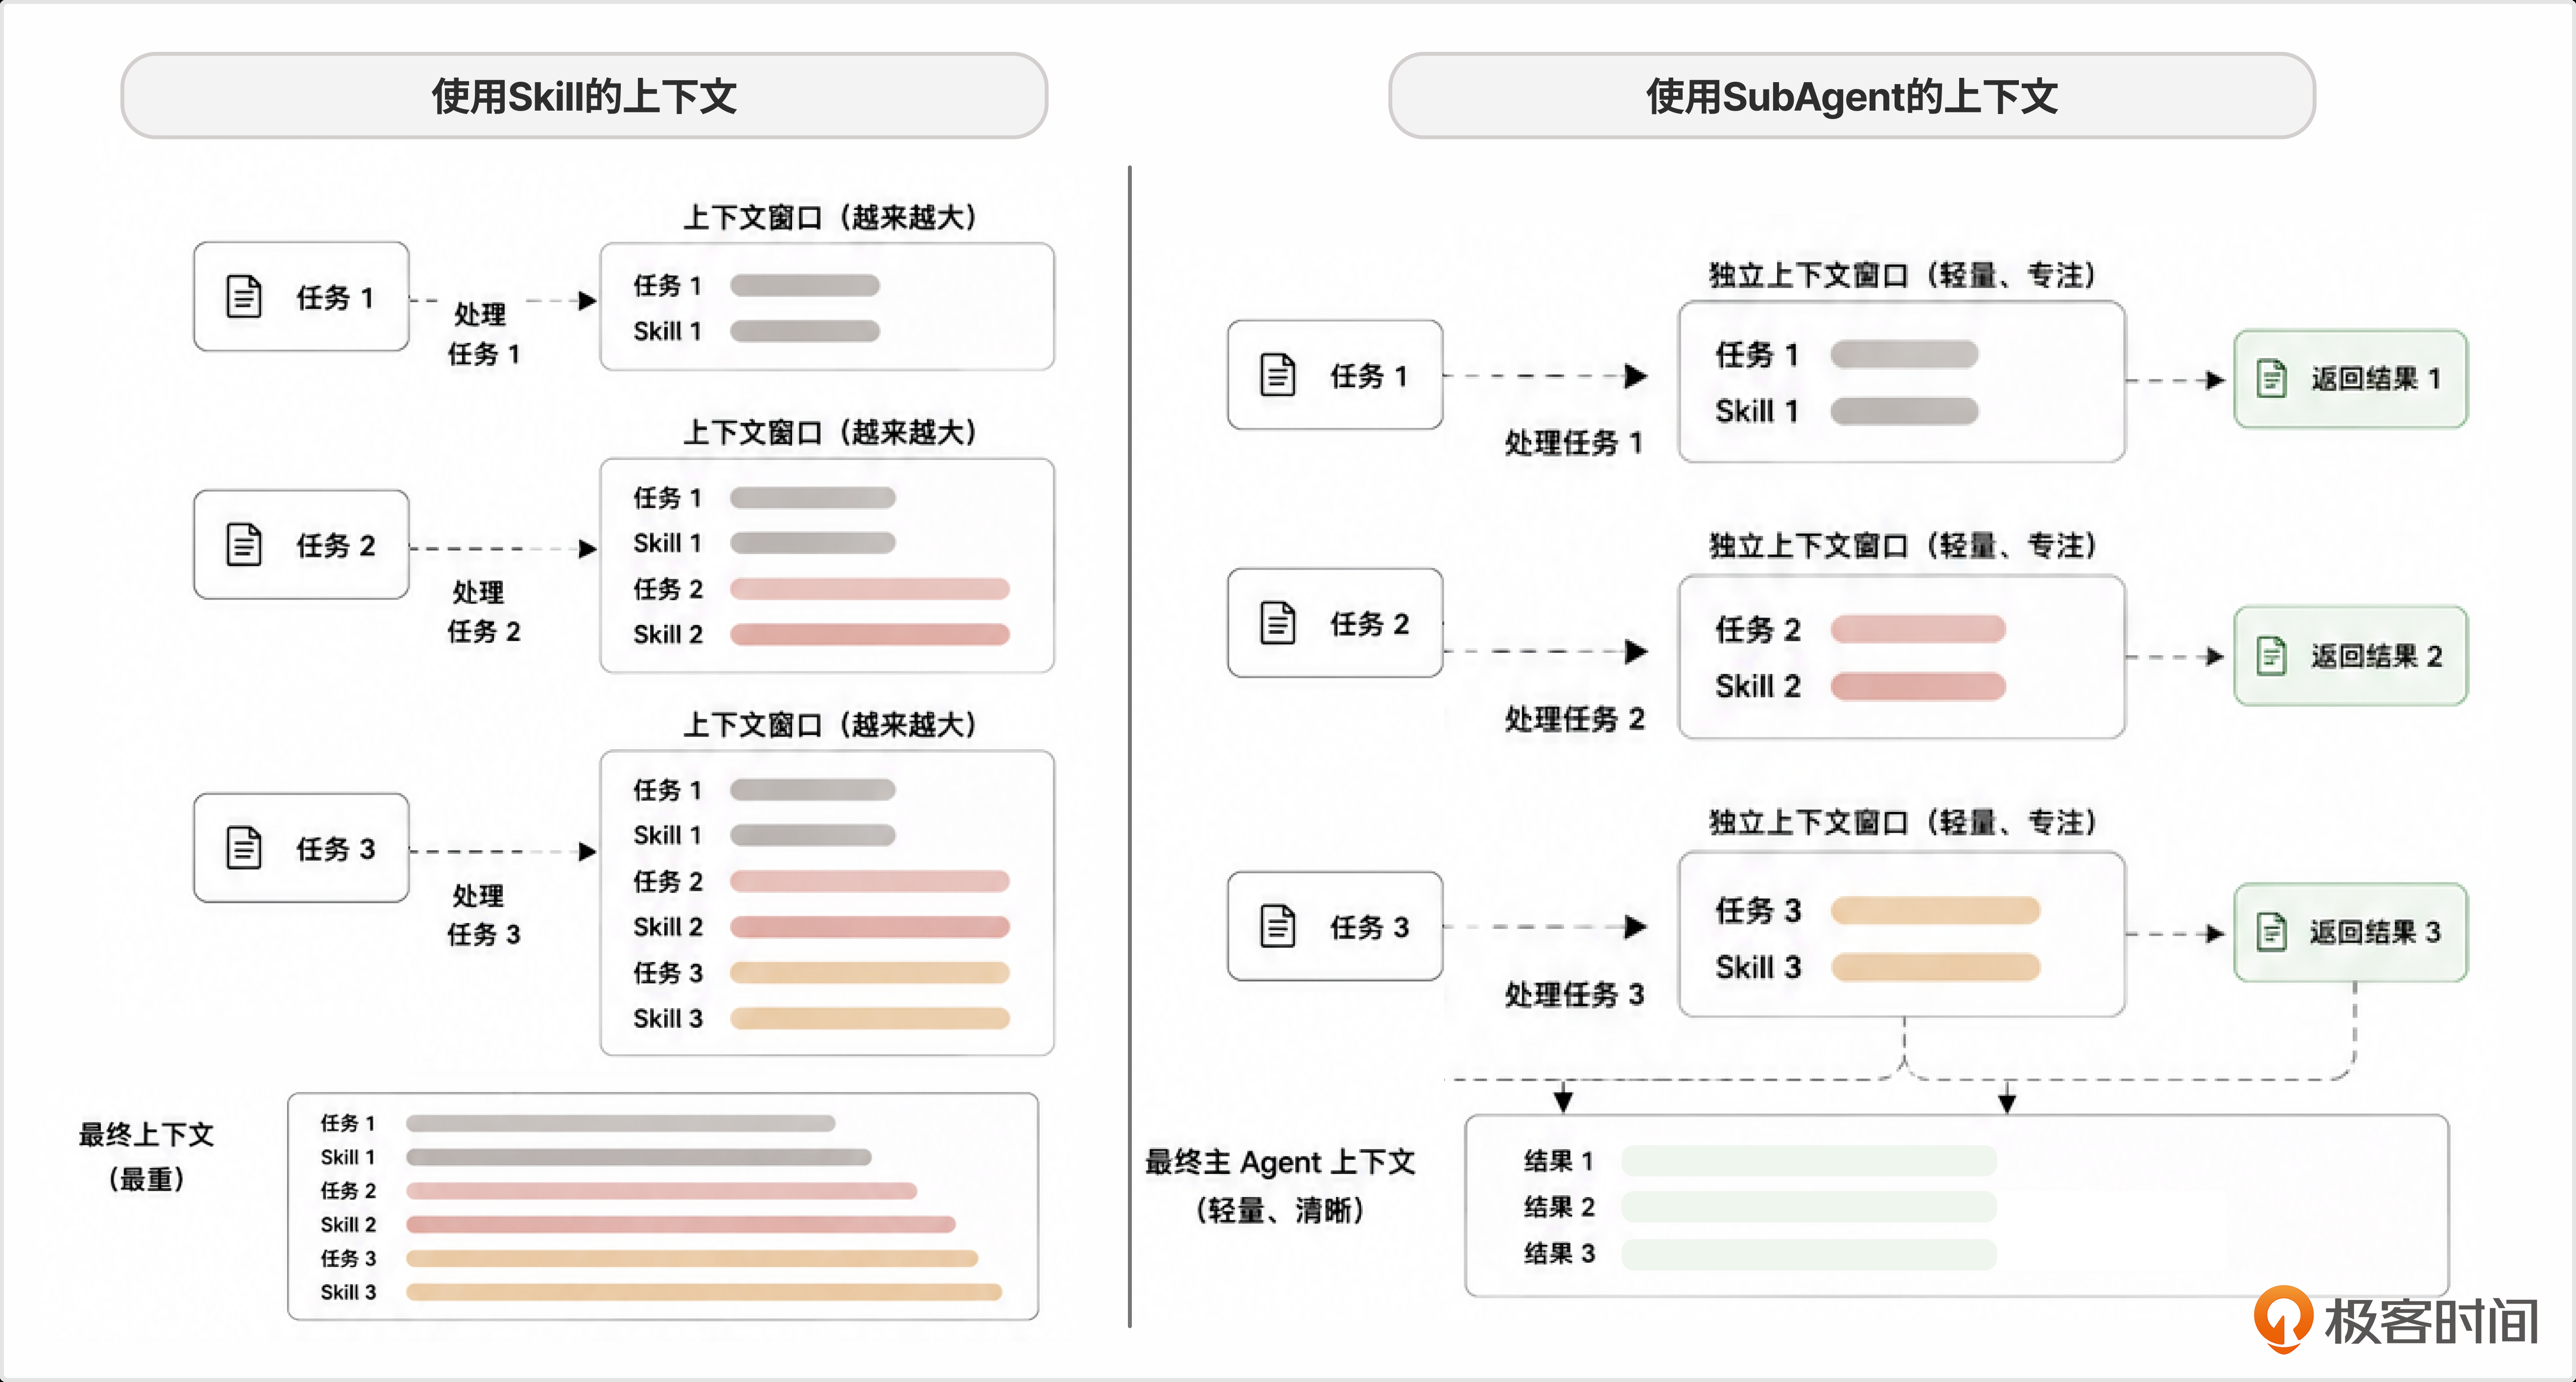 使用Skill的上下文
上下文窗口（越来越大）
任务 1
处理
任务 1
任务 1
Skill 1
上下文窗口（越来越大）
任务 2
处理
任务 2
任务 1
Skill 1
任务 2
Skill 2
上下文窗口（越来越大）
任务 3
处理
任务 3
任务 1
Skill 1
任务 2
Skill 2
任务 3
Skill 3
最终上下文
（最重）
任务 1
Skill 1
任务 2
Skill 2
任务 3
Skill 3
使用SubAgent的上下文
独立上下文窗口（轻量、专注）
任务 1
处理任务 1
任务 1
Skill 1
返回结果 1
独立上下文窗口（轻量、专注）
任务 2
处理任务 2
任务 2
Skill 2
返回结果 2
独立上下文窗口（轻量、专注）
任务 3
处理任务 3
任务 3
Skill 3
返回结果 3
最终主 Agent 上下文
（轻量、清晰）
结果 1
结果 2
结果 3
极客时间